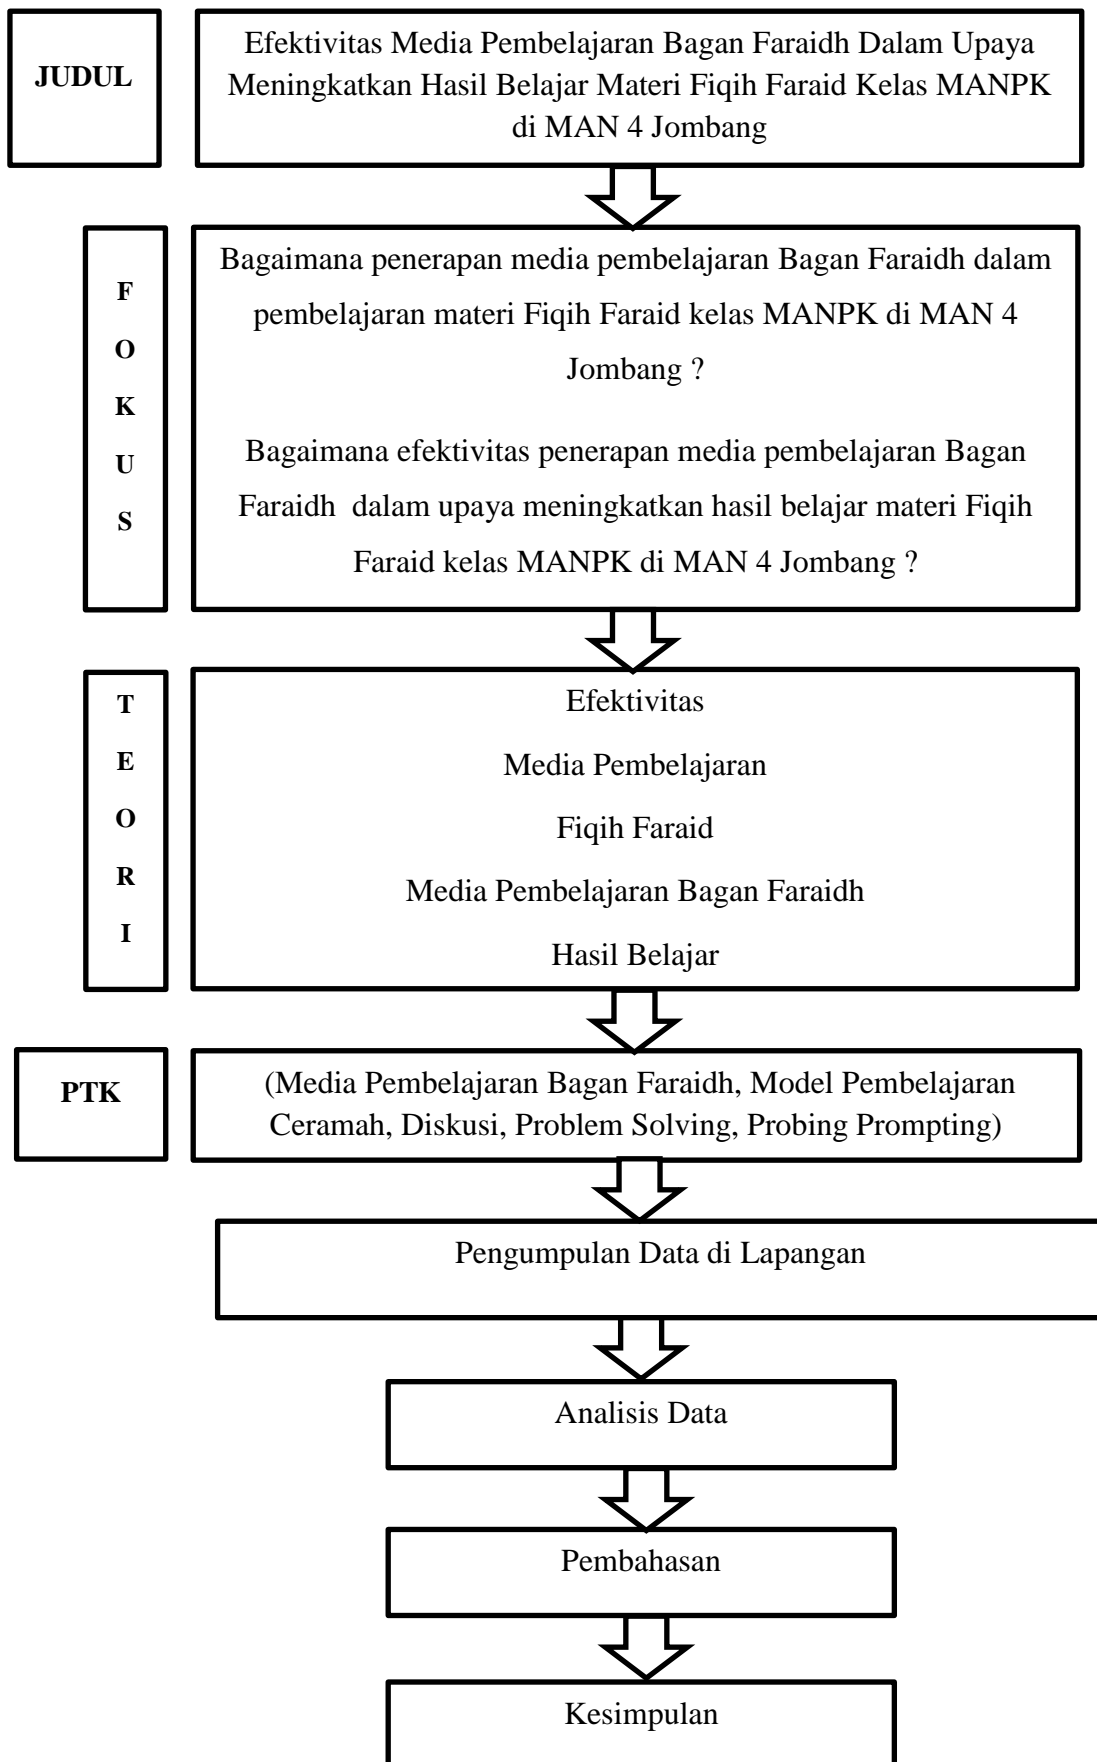 JUDUL
Efektivitas Media Pembelajaran Bagan Faraidh Dalam Upaya
Meningkatkan Hasil Belajar Materi Fiqih Faraid Kelas MANPK
di MAN 4 Jombang
F
O
K
U
S
Bagaimana penerapan media pembelajaran Bagan Faraidh dalam
pembelajaran materi Fiqih Faraid kelas MANPK di MAN 4
Jombang ?
Bagaimana efektivitas penerapan media pembelajaran Bagan
Faraidh dalam upaya meningkatkan hasil belajar materi Fiqih
Faraid kelas MANPK di MAN 4 Jombang ?
T
E
O
R
I
Efektivitas
Media Pembelajaran
Fiqih Faraid
Media Pembelajaran Bagan Faraidh
Hasil Belajar
PTK
(Media Pembelajaran Bagan Faraidh, Model Pembelajaran
Ceramah, Diskusi, Problem Solving, Probing Prompting)
Pengumpulan Data di Lapangan
Analisis Data
Pembahasan
Kesimpulan